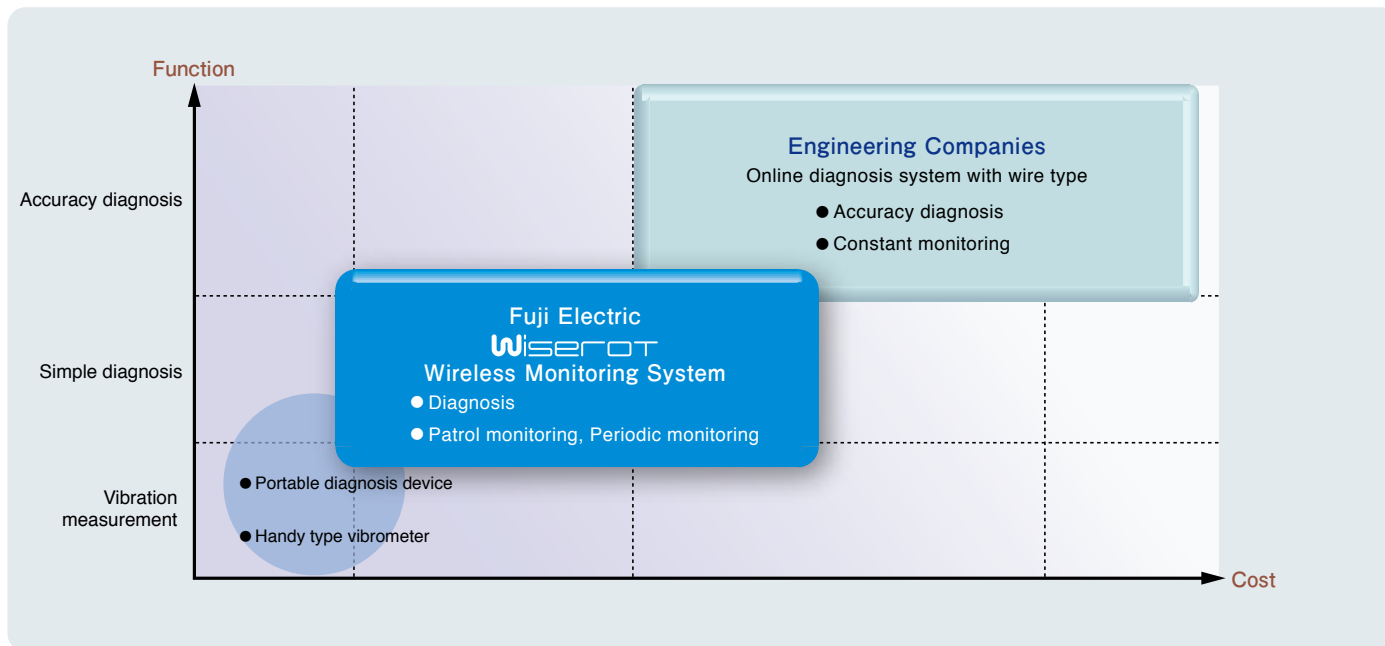 Function
Accuracy diagnosis
Simple diagnosis
Vibration
measurement
Engineering Companies
Online diagnosis system with wire type
● Accuracy diagnosis
● Constant monitoring
Fuji Electric
Wiserot
Wireless Monitoring System
● Diagnosis
● Patrol monitoring, Periodic monitoring
● Portable diagnosis device
● Handy type vibrometer
Cost